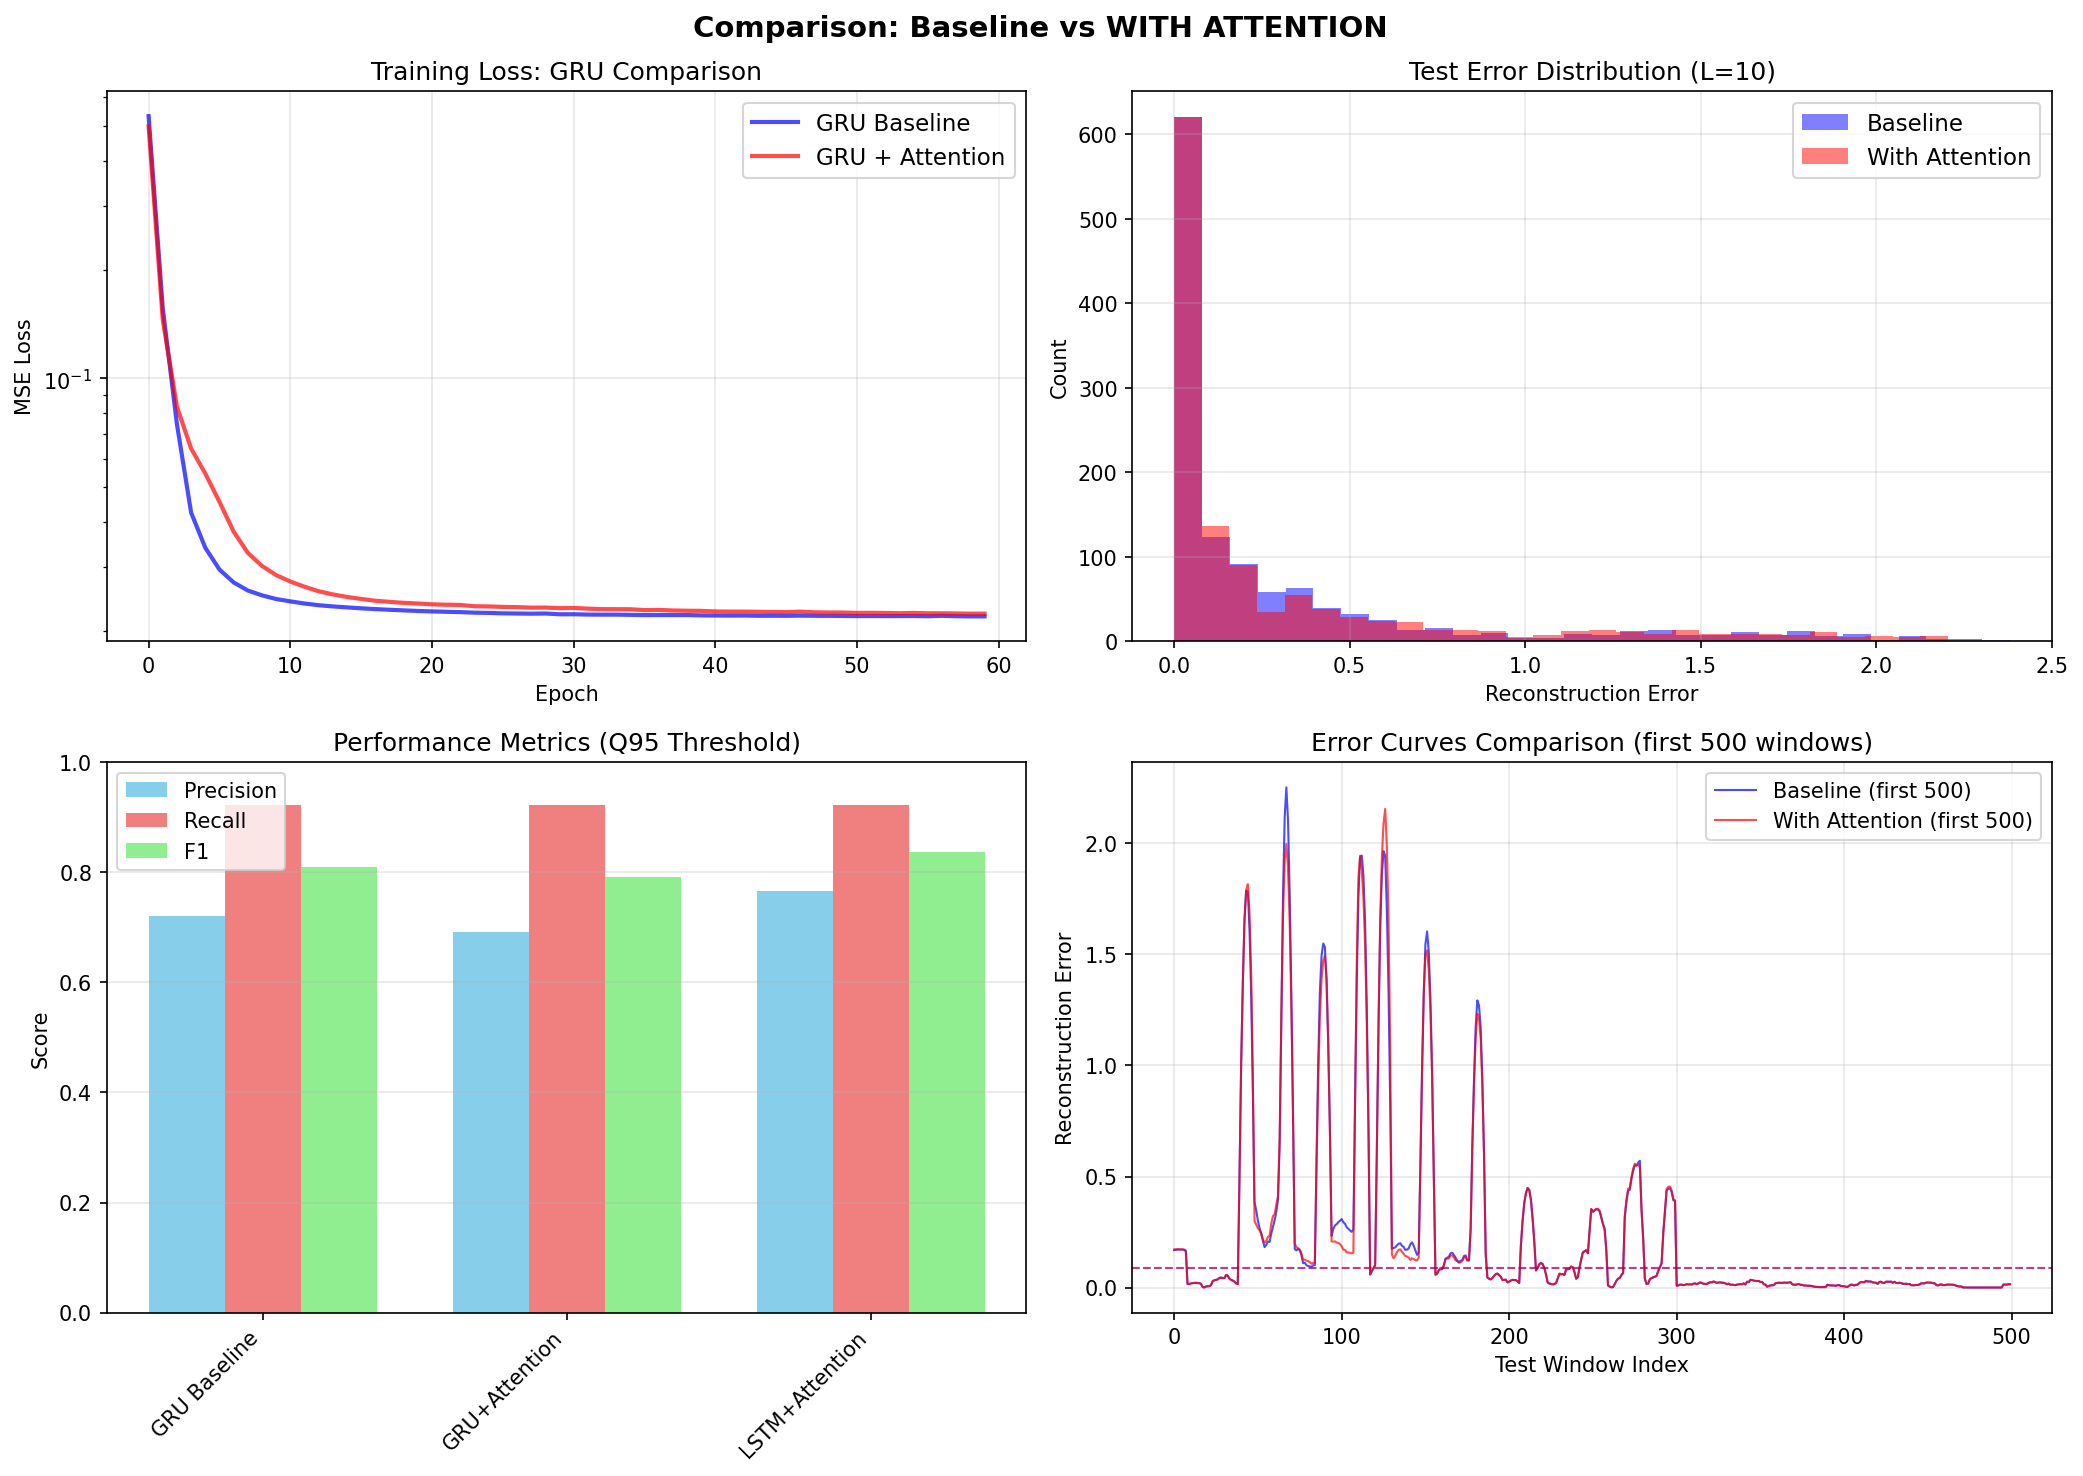 Comparison: Baseline vs WITH ATTENTION
Training Loss: GRU Comparison
GRU Baseline
GRU + Attention
MSE Loss
10⁻¹
0 10 20 30 40 50 60
Epoch
Test Error Distribution (L=10)
Baseline
With Attention
Count
600
500
400
300
200
100
0
0.0 0.5 1.0 1.5 2.0 2.5
Reconstruction Error
Performance Metrics (Q95 Threshold)
Precision
Recall
F1
Score
1.0
0.8
0.6
0.4
0.2
0.0
GRU Baseline
GRU+Attention
LSTM+Attention
Error Curves Comparison (first 500 windows)
Baseline (first 500)
With Attention (first 500)
Reconstruction Error
2.0
1.5
1.0
0.5
0.0
0 100 200 300 400 500
Test Window Index